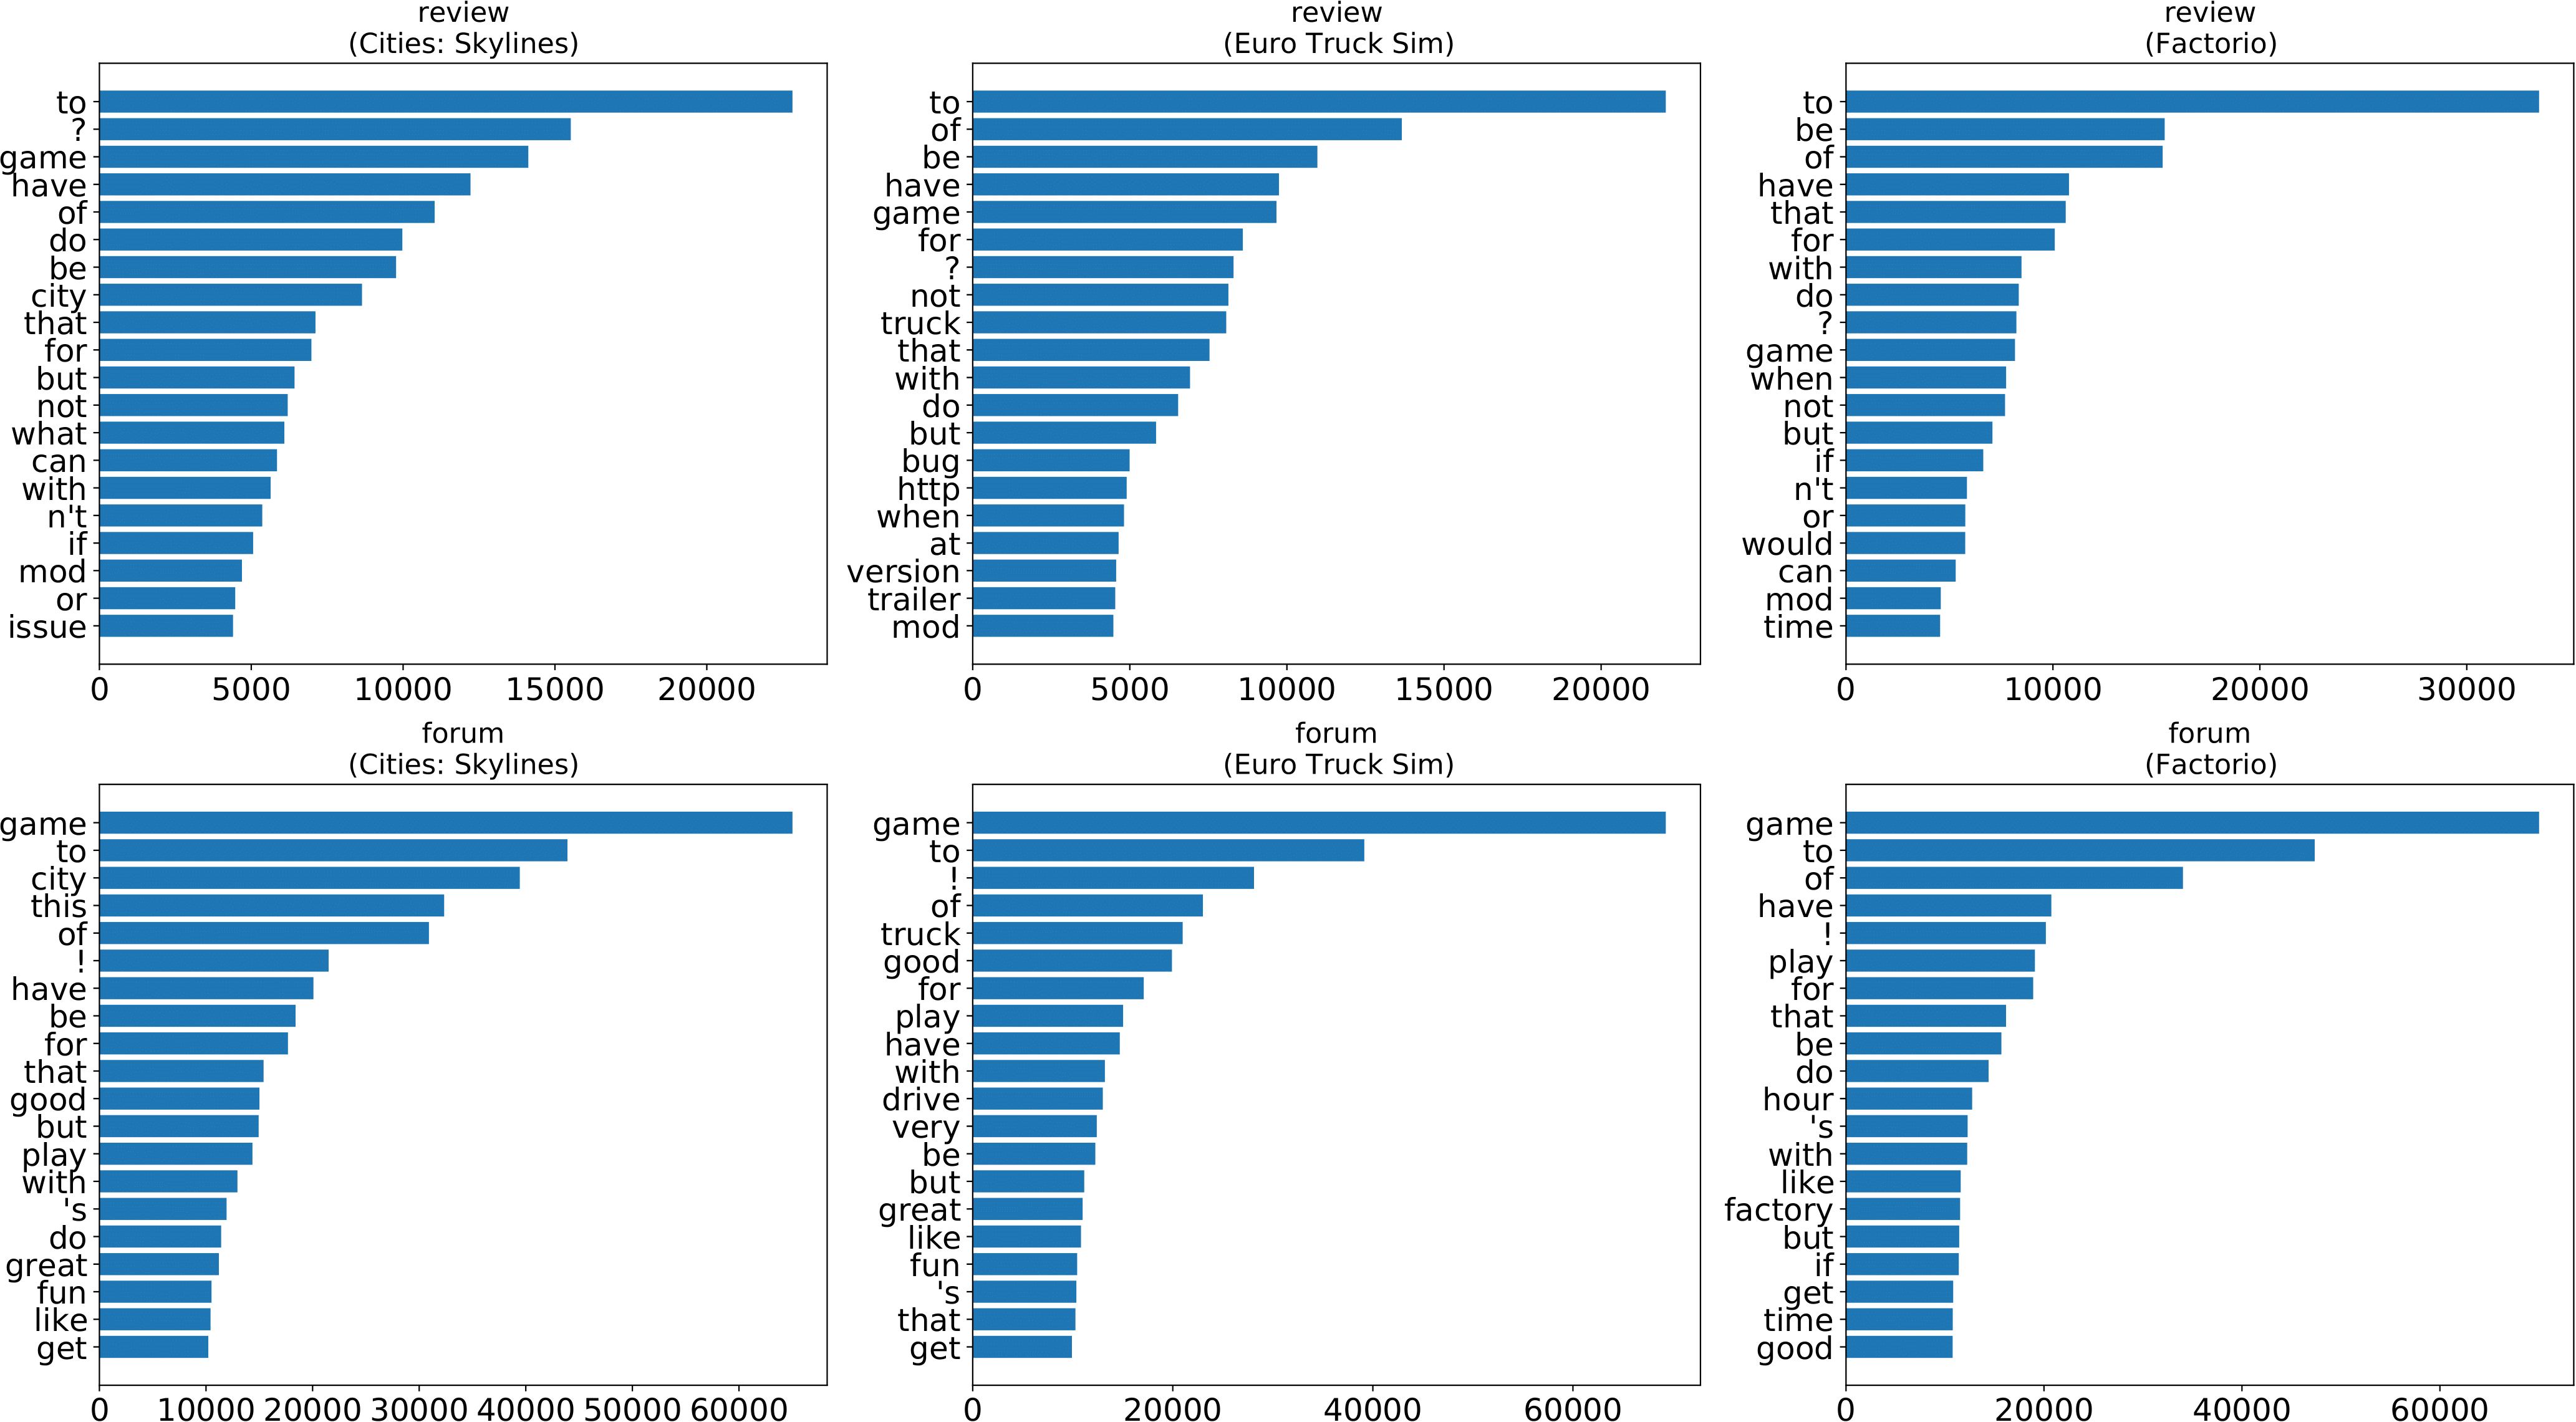 review
(Cities: Skylines)
to
?
game
have
of
do
be
city
that
for
but
not
what
can
with
n't
if
mod
or
issue
0 5000 10000 15000 20000
review
(Euro Truck Sim)
to
of
be
have
game
for
?
not
truck
that
with
do
but
bug
http
when
at
version
trailer
mod
0 5000 10000 15000 20000
review
(Factorio)
to
be
of
have
that
for
with
do
?
game
when
not
but
if
n't
or
would
can
mod
time
0 10000 20000 30000
forum
(Cities: Skylines)
game
to
city
this
of
!
have
be
for
that
good
but
play
with
's
do
great
fun
like
get
0 10000 20000 30000 40000 50000 60000
forum
(Euro Truck Sim)
game
to
!
of
truck
good
for
play
have
with
drive
very
be
but
great
like
fun
's
that
get
0 20000 40000 60000
forum
(Factorio)
game
to
of
have
!
play
for
that
be
do
hour
's
with
like
factory
but
if
get
time
good
0 20000 40000 60000